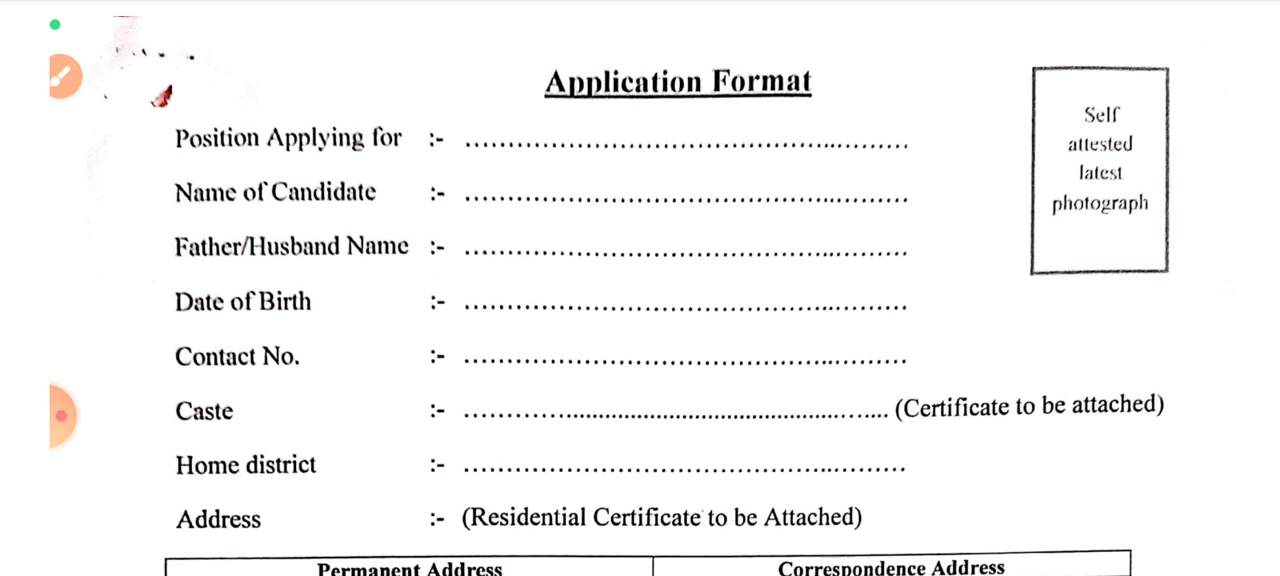 Application Format
Self
attested
latest
photograph
Position Applying for :- ..........................................................
Name of Candidate :- ..........................................................
Father/Husband Name :- ..........................................................
Date of Birth :- ..........................................................
Contact No. :- ..........................................................
Caste :- .......................................................... (Certificate to be attached)
Home district :- ..........................................................
Address :- (Residential Certificate to be Attached)
Permanent Address Correspondence Address